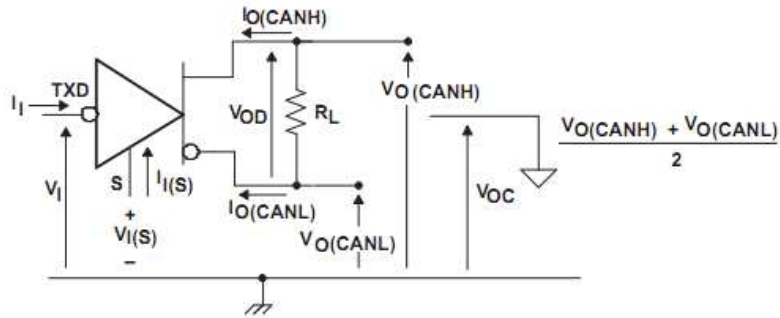 IO(CANH)
TXD
II
VO(CANH)
VOD
RL
VO(CANH) + VO(CANL)
2
VI
S
II(S)
IO(CANL)
VOC
+
VI(S)
–
VO(CANL)